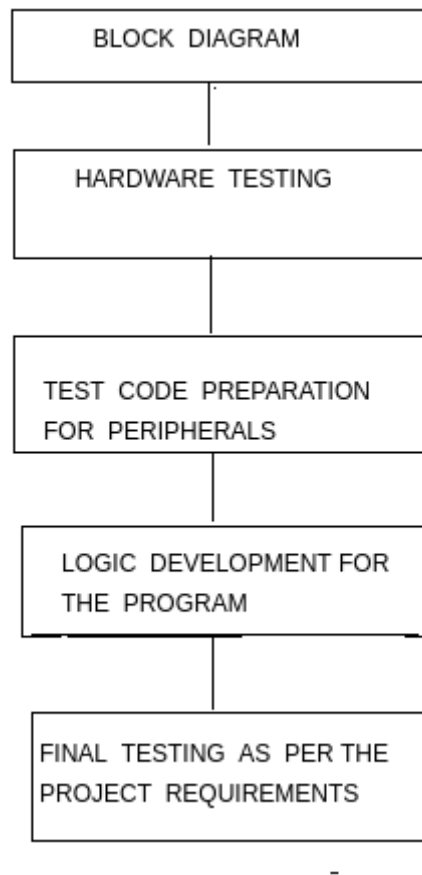 BLOCK DIAGRAM
HARDWARE TESTING
TEST CODE PREPARATION
FOR PERIPHERALS
LOGIC DEVELOPMENT FOR
THE PROGRAM
FINAL TESTING AS PER THE
PROJECT REQUIREMENTS